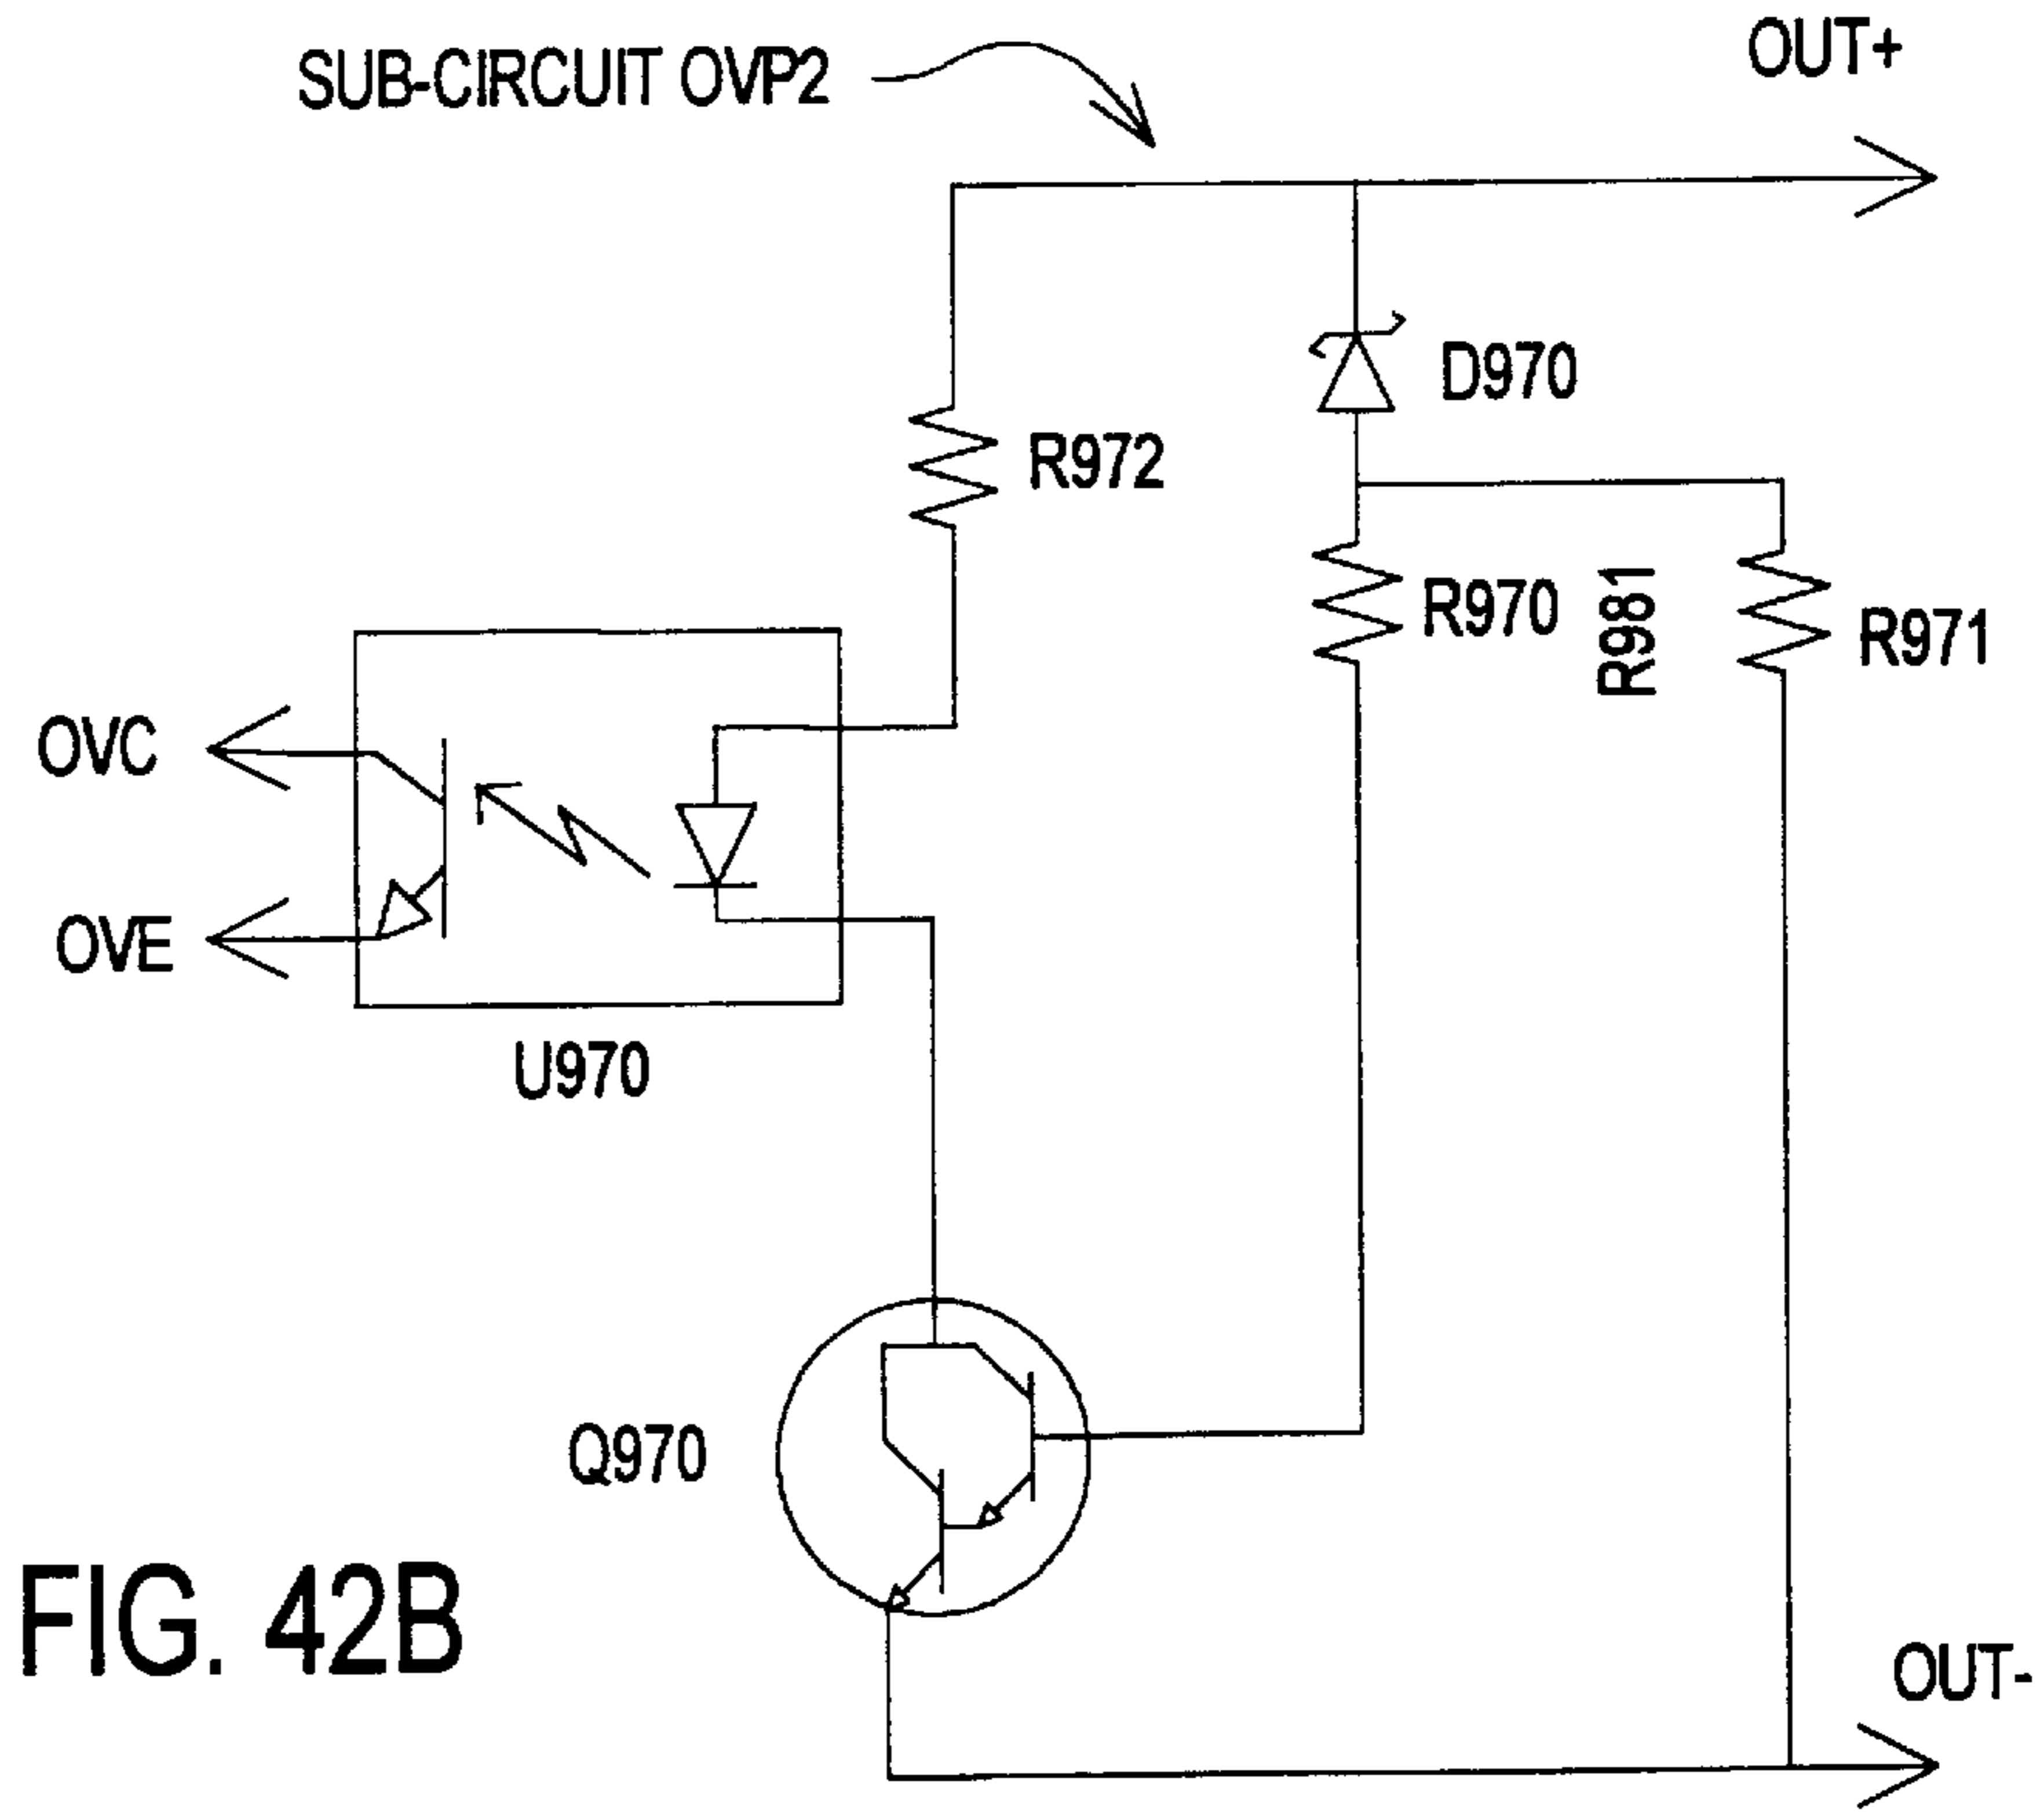 SUB-CIRCUIT OVP2
OUT+
D970
R972
R970
R981
R971
OVC
OVE
U970
Q970
FIG. 42B
OUT-